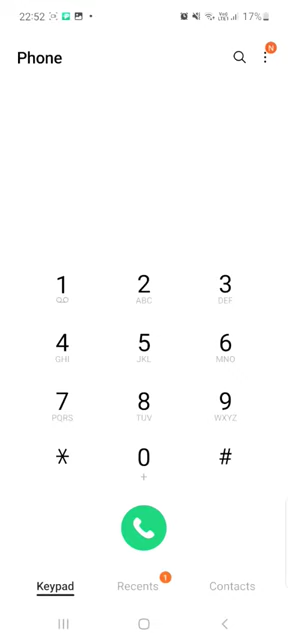 22:52 17%
Phone
N
1 2 3
ABC DEF
4 5 6
GHI JKL MNO
7 8 9
PQRS TUV WXYZ
* 0 #
+
1
Keypad Recents Contacts